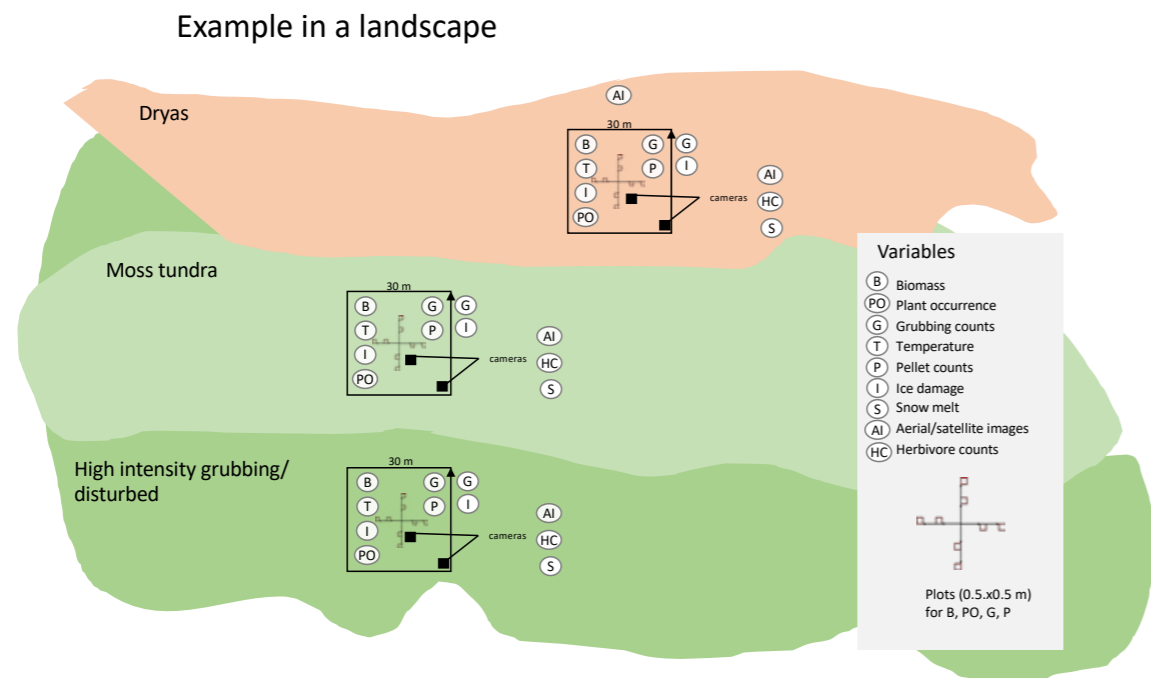 Example in a landscape
Dryas
AI
30 m
B
G
G
T
P
I
I
PO
cameras
AI
HC
S
Moss tundra
30 m
B
G
G
T
P
I
I
PO
cameras
AI
HC
S
High intensity grubbing/
disturbed
30 m
B
G
G
T
P
I
I
PO
cameras
AI
HC
S
Variables
B Biomass
PO Plant occurrence
G Grubbing counts
T Temperature
P Pellet counts
I Ice damage
S Snow melt
AI Aerial/satellite images
HC Herbivore counts
Plots (0.5.x0.5 m)
for B, PO, G, P